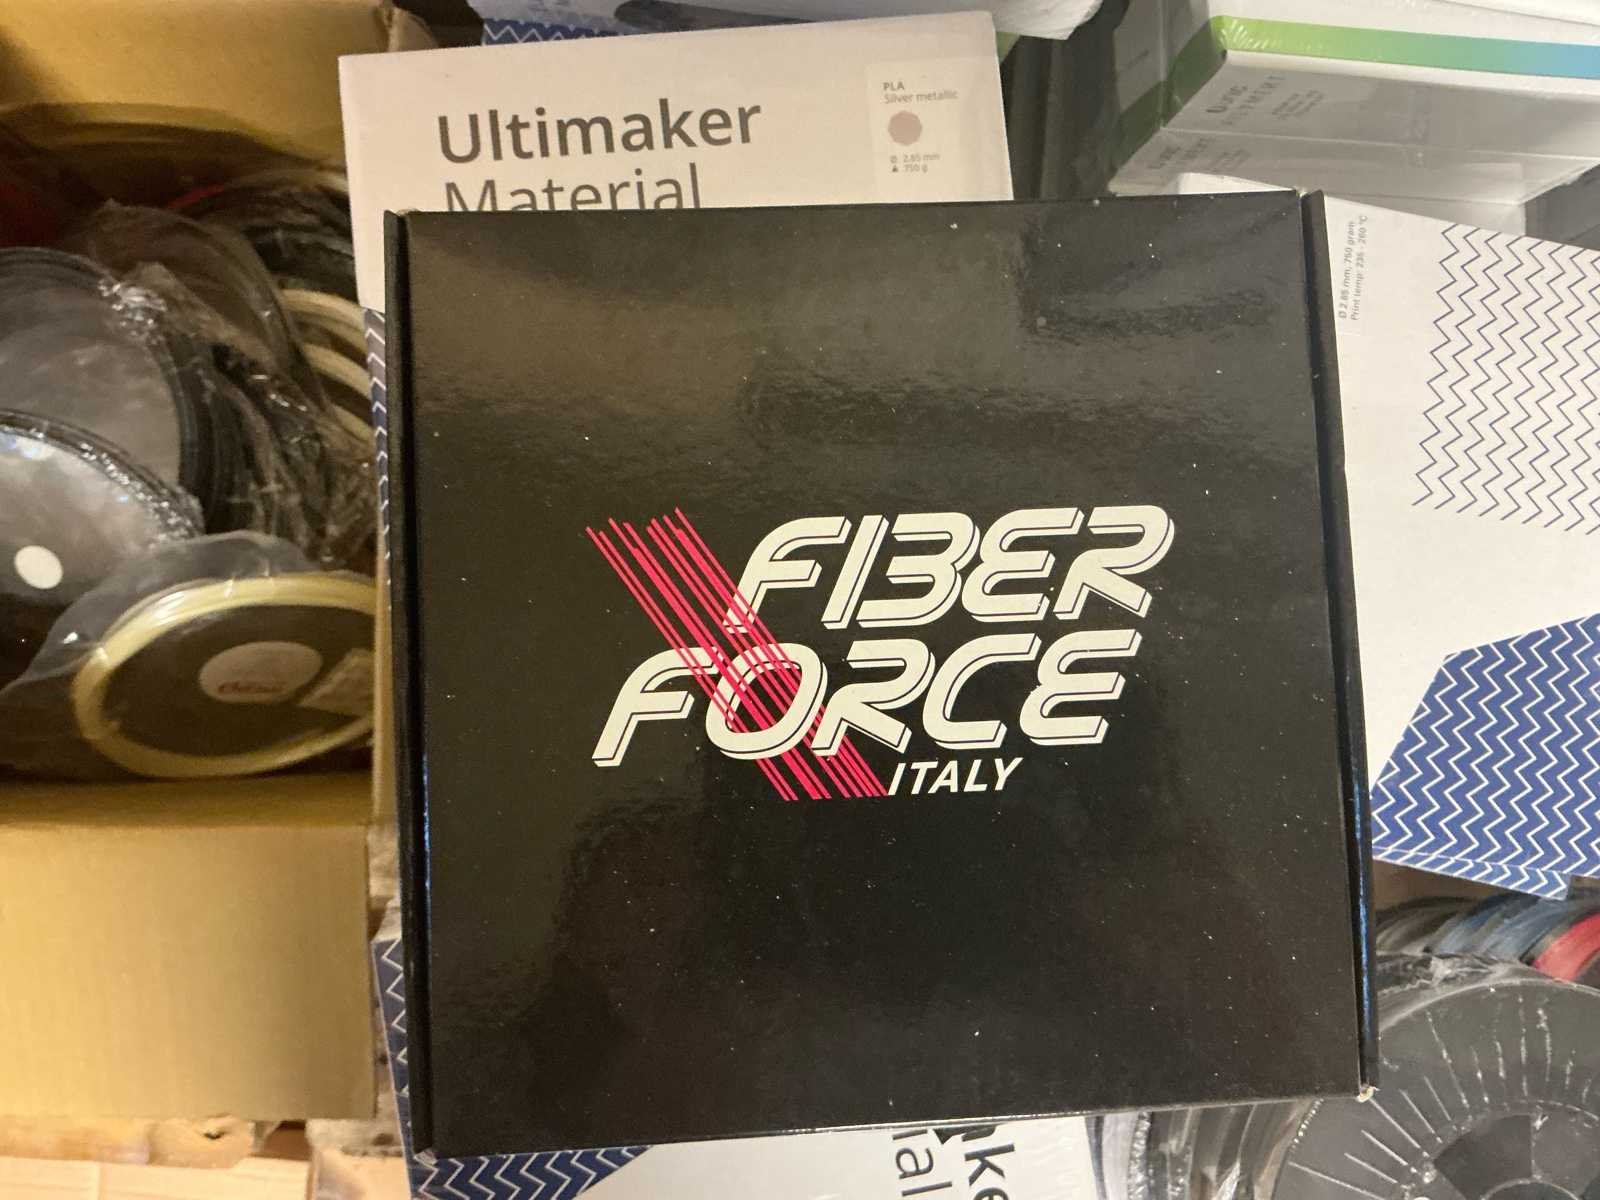 Ultimaker
Material
PLA
Silver metallic
Ø 2.85 mm
750 g
Ø 2.85 mm, 750 gram
Print temp: 235 - 260 °C
FIBER
FORCE
ITALY